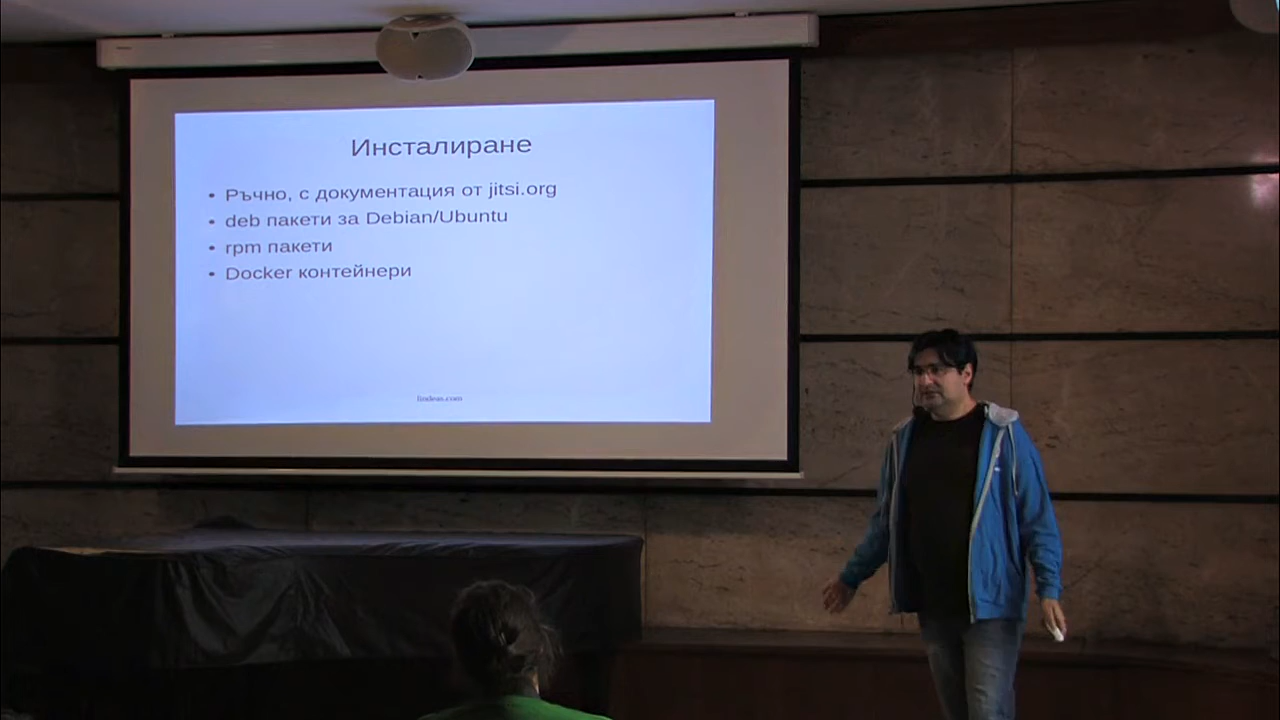 Инсталиране
• Ръчно, с документация от jitsi.org
• deb пакети за Debian/Ubuntu
• rpm пакети
• Docker контейнери